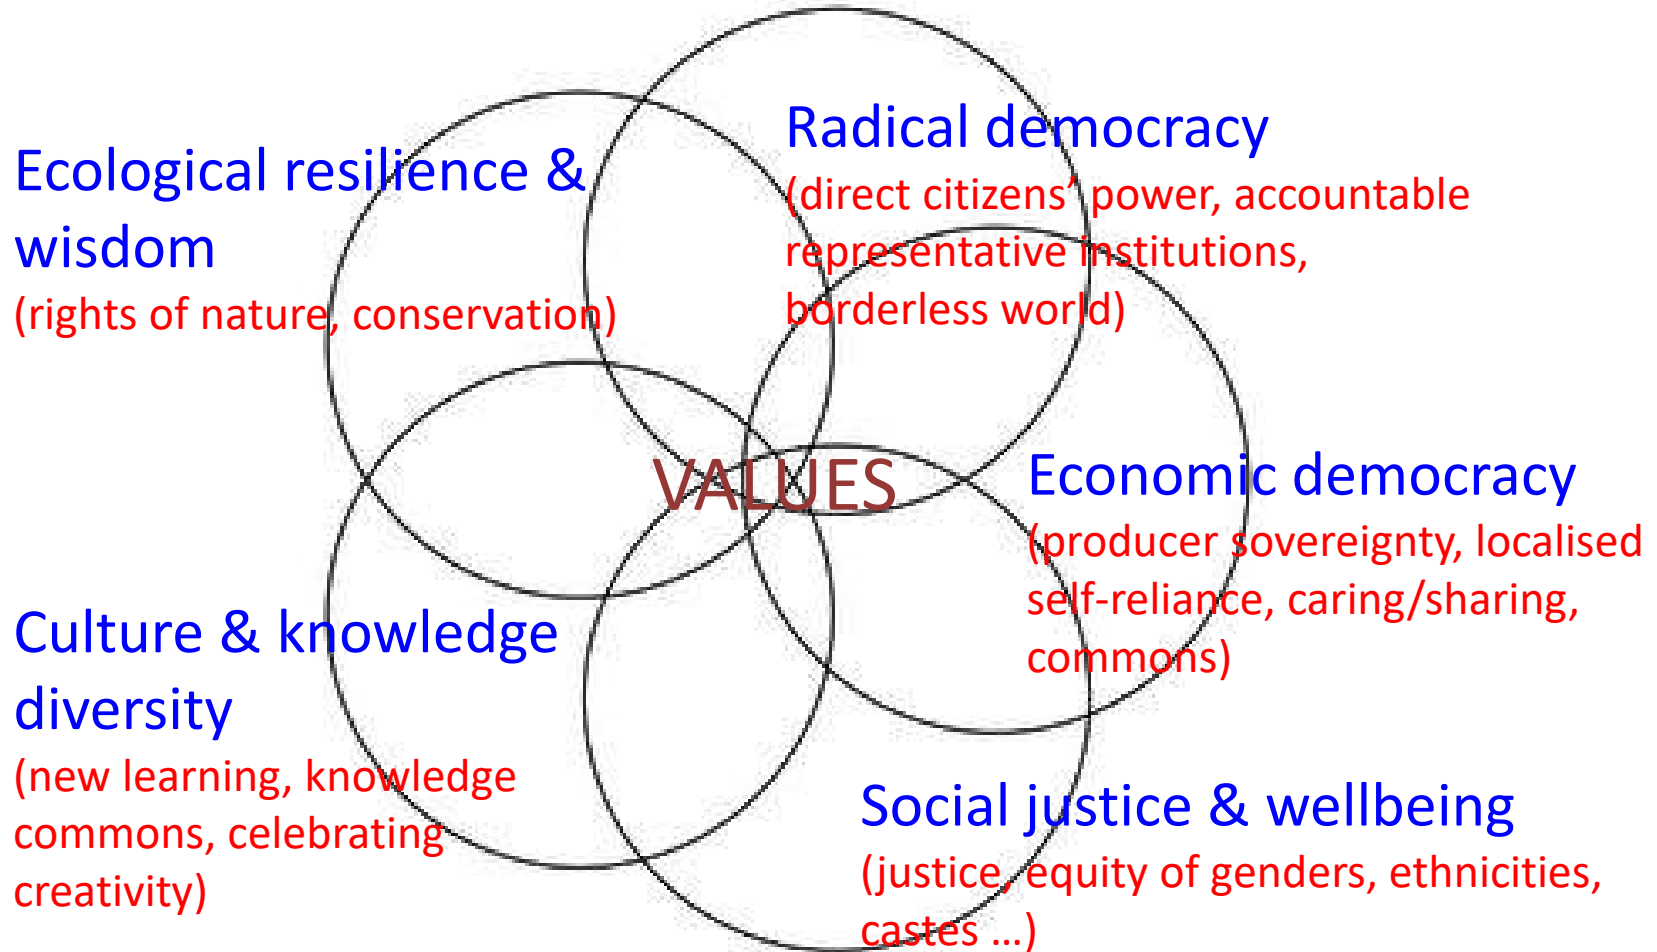 Radical democracy
(direct citizens’ power, accountable
representative institutions,
borderless world)
Ecological resilience &
wisdom
(rights of nature, conservation)
VALUES
Economic democracy
(producer sovereignty, localised
self-reliance, caring/sharing,
commons)
Culture & knowledge
diversity
(new learning, knowledge
commons, celebrating
creativity)
Social justice & wellbeing
(justice, equity of genders, ethnicities,
castes ...)